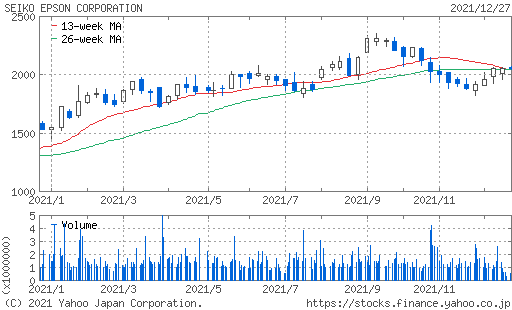 SEIKO EPSON CORPORATION 2021/12/27
2500
13-week MA
26-week MA
2000
1500
1000
2021/1 2021/3 2021/5 2021/7 2021/9 2021/11
5
Volume
4
3
2
1
0
(x1000000)
2021/1 2021/3 2021/5 2021/7 2021/9 2021/11
(C) 2021 Yahoo Japan Corporation. https://stocks.finance.yahoo.co.jp/